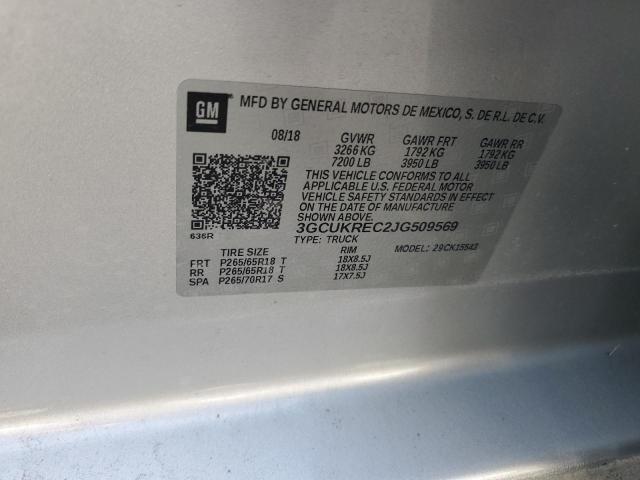 GM MFD BY GENERAL MOTORS DE MEXICO, S. DE R.L. DE C.V.
08/18 GVWR GAWR FRT GAWR RR
3266 KG 1792 KG 1792 KG
7200 LB 3950 LB 3950 LB
THIS VEHICLE CONFORMS TO ALL
APPLICABLE U.S. FEDERAL MOTOR
VEHICLE SAFETY STANDARDS IN EFFECT
ON THE DATE OF MANUFACTURE
SHOWN ABOVE.
3GCUKREC2JG509569
636R
TYPE: TRUCK MODEL: 29CK15543
TIRE SIZE RIM
FRT P265/65R18 T 18X8.5J
RR P265/65R18 T 18X8.5J
SPA P265/70R17 S 17X7.5J